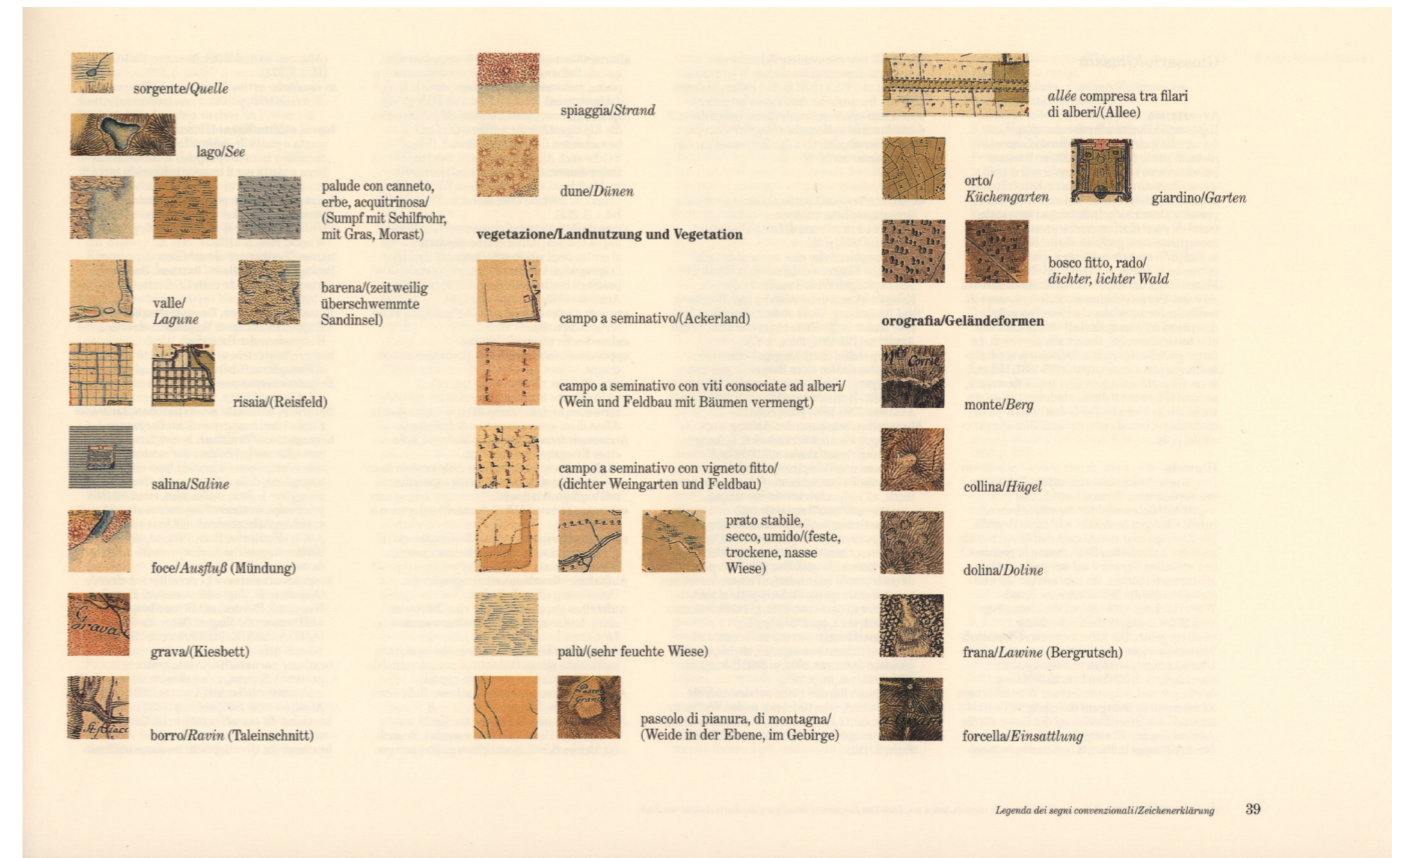 sorgente/Quelle
lago/See
palude con canneto,
erbe, acquitrinosa/
(Sumpf mit Schilfrohr,
mit Gras, Morast)
valle/
Lagune
barena/(zeitweilig
überschwemmte
Sandinsel)
risaia/(Reisfeld)
salina/Saline
foce/Ausfluß (Mündung)
grava
grava/(Kiesbett)
borro/Ravin (Taleinschnitt)
spiaggia/Strand
dune/Dünen
vegetazione/Landnutzung und Vegetation
campo a seminativo/(Ackerland)
campo a seminativo con viti consociate ad alberi/
(Wein und Feldbau mit Bäumen vermengt)
campo a seminativo con vigneto fitto/
(dichter Weingarten und Feldbau)
prato stabile,
secco, umido/(feste,
trockene, nasse
Wiese)
palù/(sehr feuchte Wiese)
pascolo di pianura, di montagna/
(Weide in der Ebene, im Gebirge)
allée compresa tra filari
di alberi/(Allee)
orto/
Küchengarten
giardino/Garten
bosco fitto, rado/
dichter, lichter Wald
orografia/Geländeformen
Corrie
monte/Berg
collina/Hügel
dolina/Doline
frana/Lawine (Bergrutsch)
forcella/Einsattlung
Legenda dei segni convenzionali/Zeichenerklärung 39